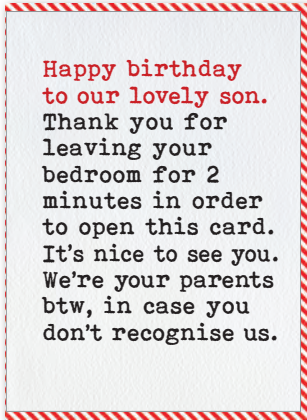 Happy birthday
to our lovely son.
Thank you for
leaving your
bedroom for 2
minutes in order
to open this card.
It's nice to see you.
We're your parents
btw, in case you
don't recognise us.